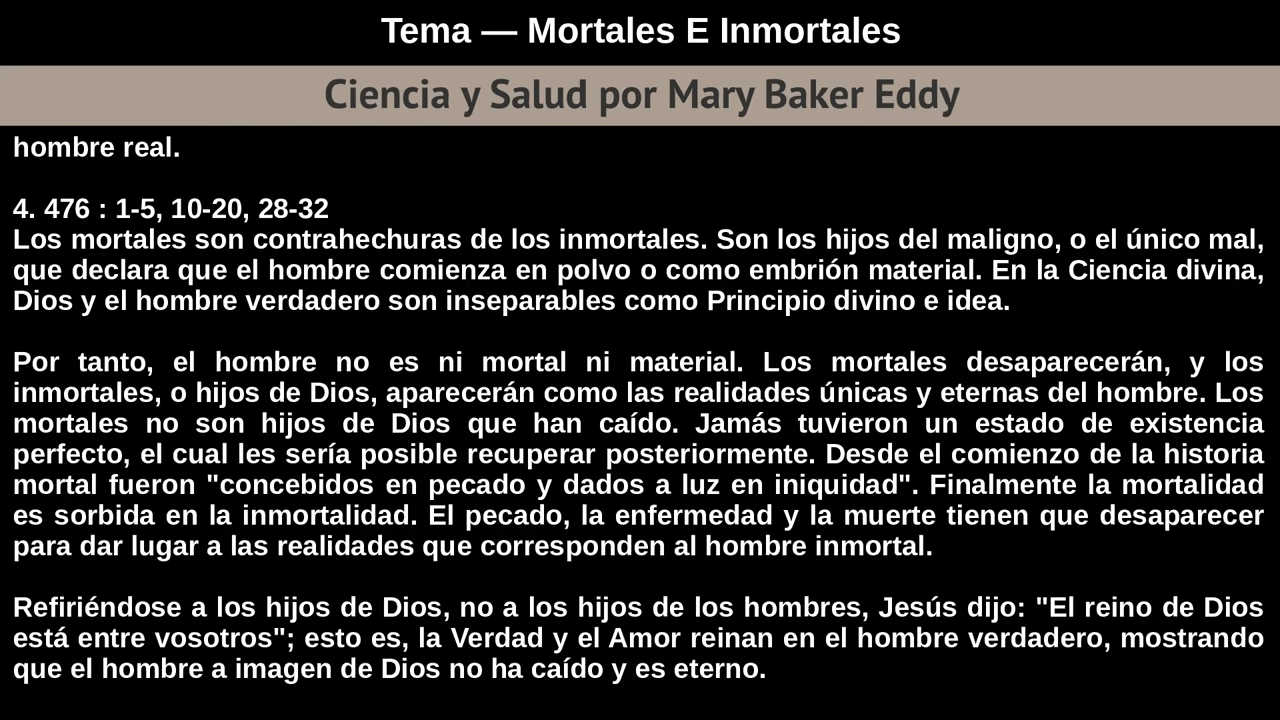 Tema — Mortales E Inmortales
Ciencia y Salud por Mary Baker Eddy
hombre real.
4. 476 : 1-5, 10-20, 28-32
Los mortales son contrahechuras de los inmortales. Son los hijos del maligno, o el único mal,
que declara que el hombre comienza en polvo o como embrión material. En la Ciencia divina,
Dios y el hombre verdadero son inseparables como Principio divino e idea.
Por tanto, el hombre no es ni mortal ni material. Los mortales desaparecerán, y los
inmortales, o hijos de Dios, aparecerán como las realidades únicas y eternas del hombre. Los
mortales no son hijos de Dios que han caído. Jamás tuvieron un estado de existencia
perfecto, el cual les sería posible recuperar posteriormente. Desde el comienzo de la historia
mortal fueron "concebidos en pecado y dados a luz en iniquidad". Finalmente la mortalidad
es sorbida en la inmortalidad. El pecado, la enfermedad y la muerte tienen que desaparecer
para dar lugar a las realidades que corresponden al hombre inmortal.
Refiriéndose a los hijos de Dios, no a los hijos de los hombres, Jesús dijo: "El reino de Dios
está entre vosotros"; esto es, la Verdad y el Amor reinan en el hombre verdadero, mostrando
que el hombre a imagen de Dios no ha caído y es eterno.